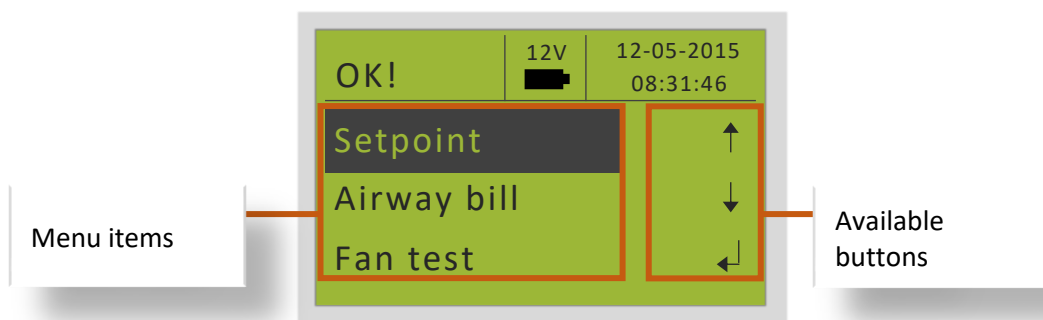 OK!
12V
12-05-2015
08:31:46
Setpoint
Airway bill
Fan test
Menu items
Available
buttons